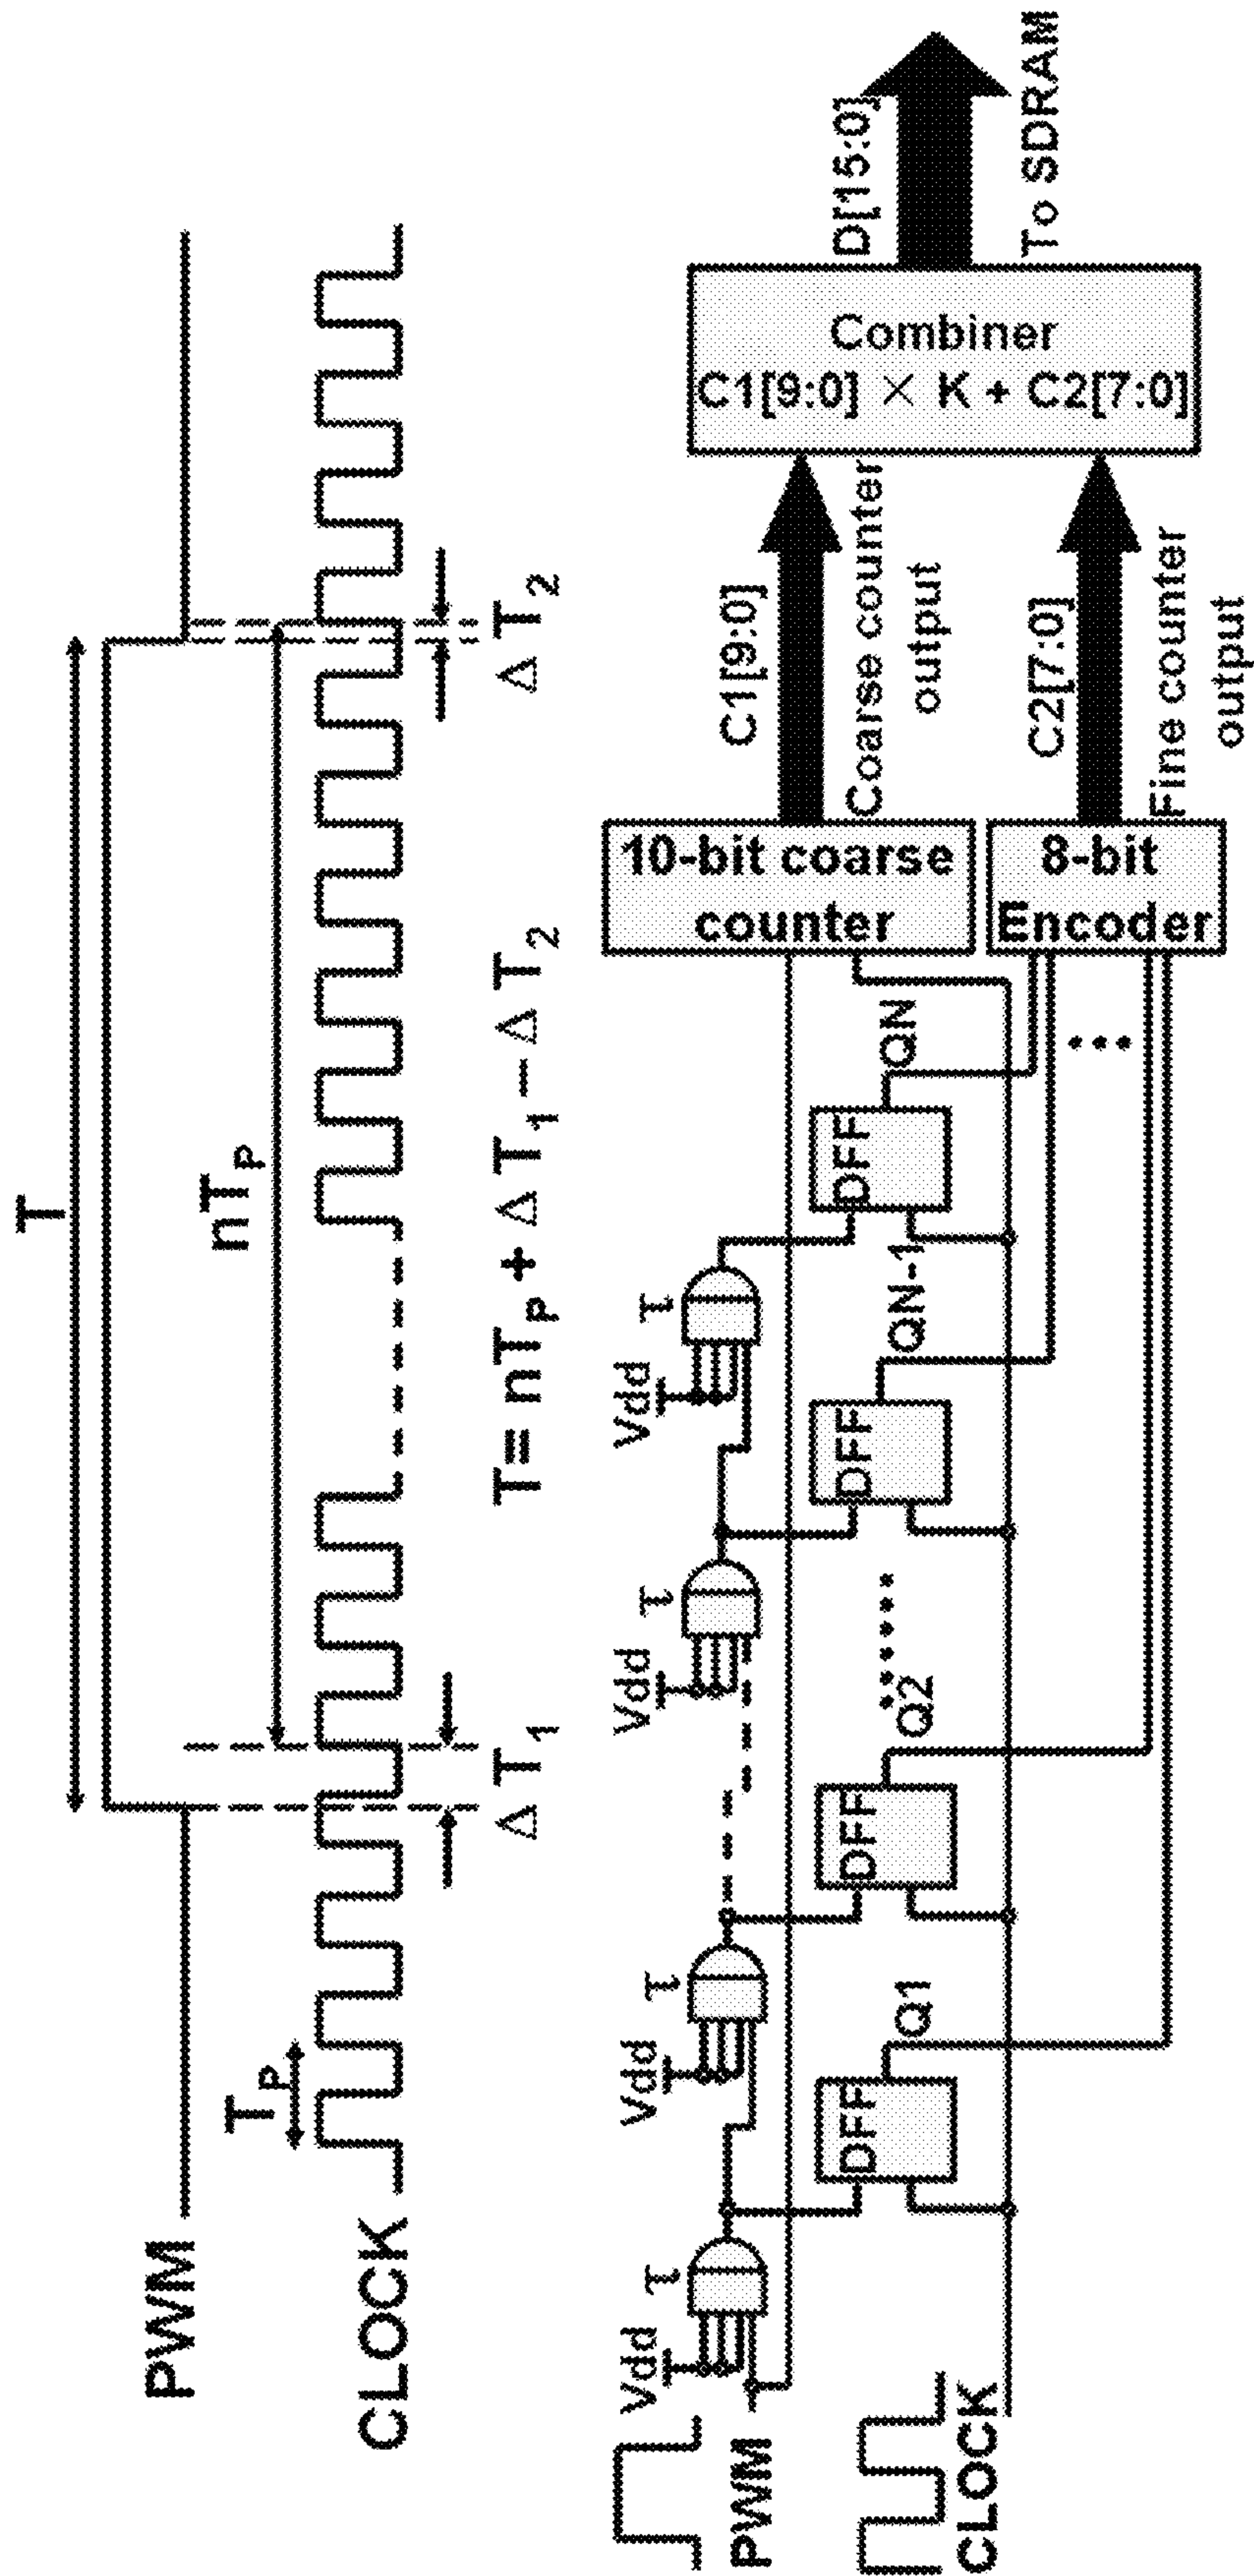 T
PWM
nTP
TP
CLOCK
ΔT1
ΔT2
T= nTP + ΔT1 − ΔT2
Vdd
τ
Vdd
τ
Vdd
τ
Vdd
τ
PWM
DFF
Q1
DFF
Q2
DFF
QN-1
DFF
QN
CLOCK
10-bit coarse
counter
8-bit
Encoder
C1[9:0]
Coarse counter
output
C2[7:0]
Fine counter
output
Combiner
C1[9:0] × K + C2[7:0]
D[15:0]
To SDRAM